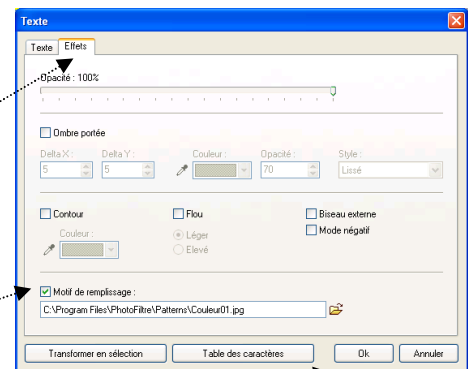 Texte
Texte Effets
Opacité : 100%
Ombre portée
Delta X : Delta Y : Couleur : Opacité : Style :
5 5 70 Lissé
Contour Flou Biseau externe
Couleur : Léger Mode négatif
Elevé
Motif de remplissage :
C:\Program Files\PhotoFiltre\Patterns\Couleur01.jpg
Transformer en sélection Table des caractères Ok Annuler